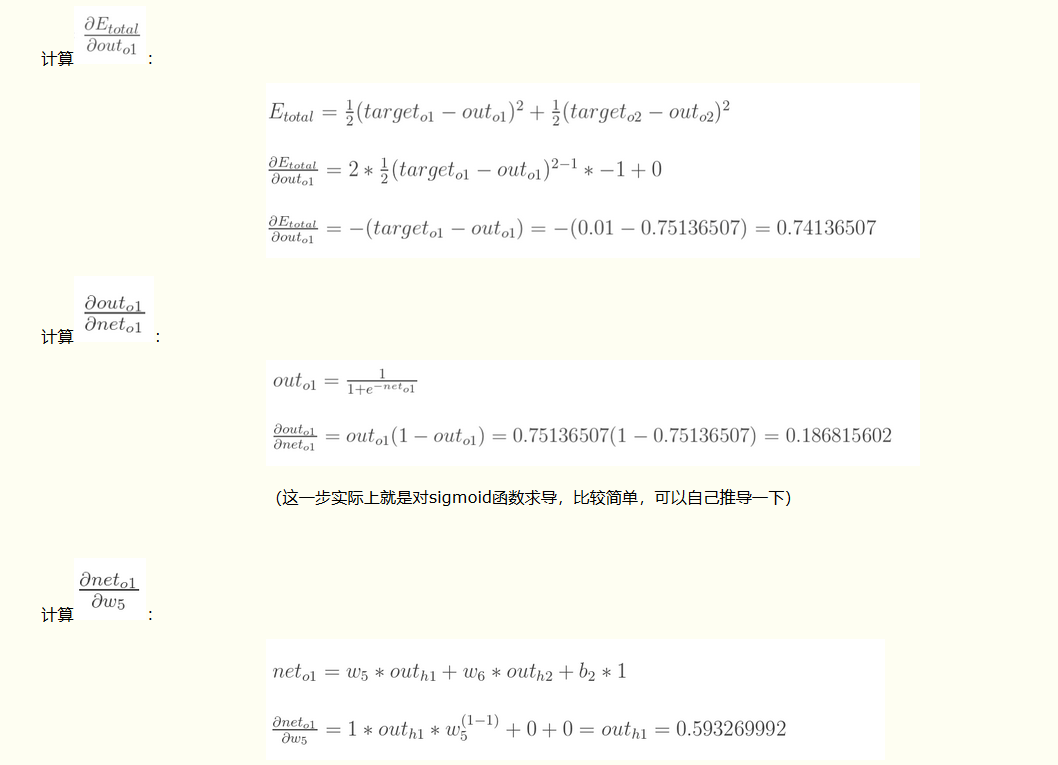 计算 $\frac{\partial E_{total}}{\partial out_{o1}}$ :
$E_{total} = \frac{1}{2}(target_{o1} - out_{o1})^2 + \frac{1}{2}(target_{o2} - out_{o2})^2$
$\frac{\partial E_{total}}{\partial out_{o1}} = 2 * \frac{1}{2}(target_{o1} - out_{o1})^{2-1} * -1 + 0$
$\frac{\partial E_{total}}{\partial out_{o1}} = -(target_{o1} - out_{o1}) = -(0.01 - 0.75136507) = 0.74136507$
计算 $\frac{\partial out_{o1}}{\partial net_{o1}}$ :
$out_{o1} = \frac{1}{1+e^{-net_{o1}}}$
$\frac{\partial out_{o1}}{\partial net_{o1}} = out_{o1}(1 - out_{o1}) = 0.75136507(1 - 0.75136507) = 0.186815602$
(这一步实际上就是对sigmoid函数求导，比较简单，可以自己推导一下)
计算 $\frac{\partial net_{o1}}{\partial w_5}$ :
$net_{o1} = w_5 * out_{h1} + w_6 * out_{h2} + b_2 * 1$
$\frac{\partial net_{o1}}{\partial w_5} = 1 * out_{h1} * w_5^{(1-1)} + 0 + 0 = out_{h1} = 0.593269992$